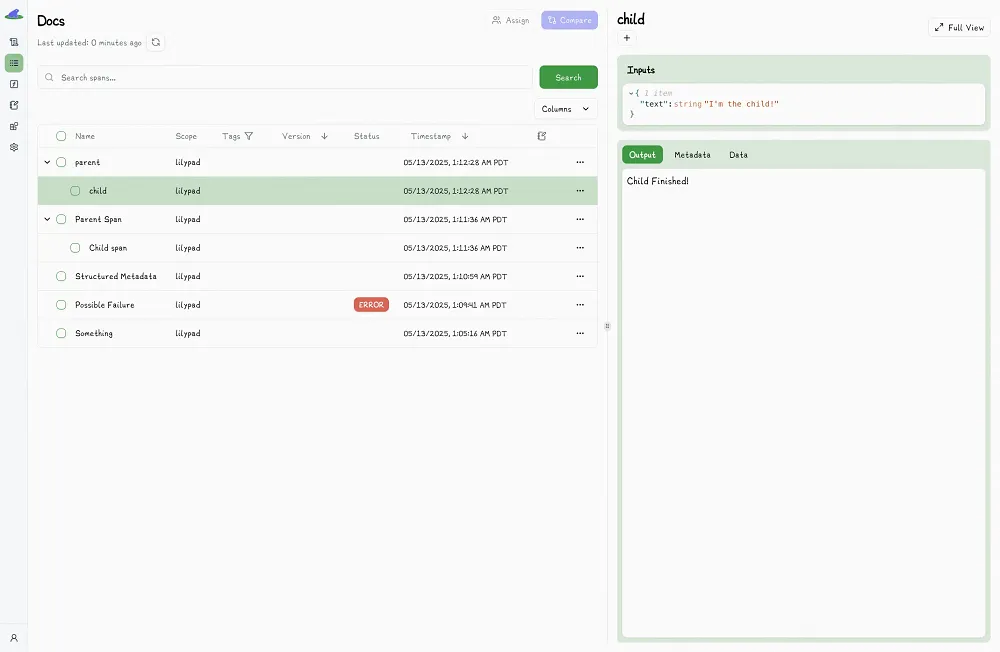 Docs
Assign
Compare
Last updated: 0 minutes ago
Search spans...
Search
Columns
Name Scope Tags Version Status Timestamp
parent lilypad 05/13/2025, 1:12:28 AM PDT
child lilypad 05/13/2025, 1:12:28 AM PDT
Parent Span lilypad 05/13/2025, 1:11:36 AM PDT
Child span lilypad 05/13/2025, 1:11:36 AM PDT
Structured Metadata lilypad 05/13/2025, 1:10:59 AM PDT
Possible Failure lilypad ERROR 05/13/2025, 1:09:41 AM PDT
Something lilypad 05/13/2025, 1:05:16 AM PDT
child
+
Full View
Inputs
{ 1 item
"text":string"I'm the child!"
}
Output Metadata Data
Child Finished!